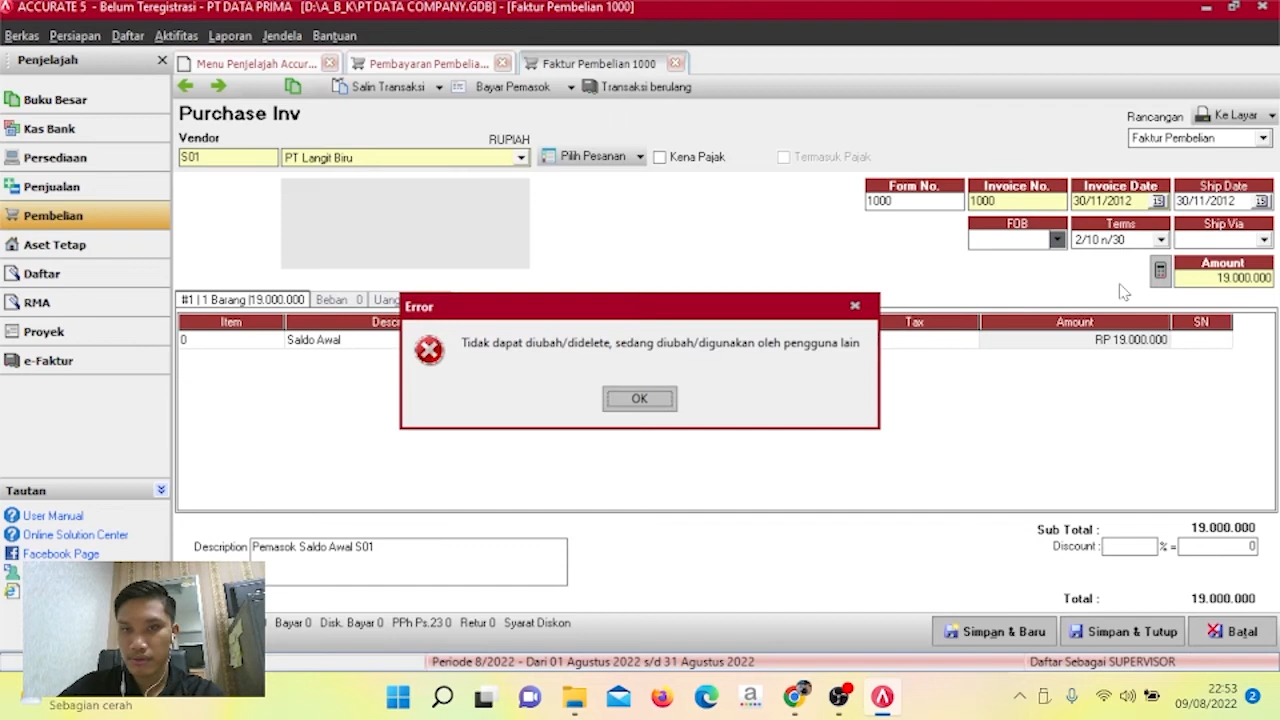 ACCURATE 5 - Belum Teregistrasi - PT DATA PRIMA [D:\A_B_K\PT DATA COMPANY.GDB] - [Faktur Pembelian 1000]
Berkas Persiapan Daftar Aktifitas Laporan Jendela Bantuan
Penjelajah
Menu Penjelajah Accur...
Pembayaran Pembelia...
Faktur Pembelian 1000
Salin Transaksi
Bayar Pemasok
Transaksi berulang
Buku Besar
Kas Bank
Persediaan
Penjualan
Pembelian
Aset Tetap
Daftar
RMA
Proyek
e-Faktur
Tautan
User Manual
Online Solution Center
Facebook Page
Purchase Inv
Rancangan
Ke Layar
Faktur Pembelian
Vendor
RUPIAH
S01
PT Langit Biru
Pilih Pesanan
Kena Pajak
Termasuk Pajak
Form No. Invoice No. Invoice Date Ship Date
1000 1000 30/11/2012 30/11/2012
FOB Terms Ship Via
2/10 n/30
Amount
19.000.000
#1 | 1 Barang |19.000.000
Beban 0
Uang
Item Descr Tax Amount SN
0 Saldo Awal RP 19.000.000
Error
Tidak dapat diubah/didelete, sedang diubah/digunakan oleh pengguna lain
OK
Description
Pemasok Saldo Awal S01
Sub Total : 19.000.000
Discount : % = 0
Total : 19.000.000
Bayar 0 Disk. Bayar 0 PPh Ps.23 0 Retur 0 Syarat Diskon
Simpan & Baru
Simpan & Tutup
Batal
Periode 8/2022 - Dari 01 Agustus 2022 s/d 31 Agustus 2022
Daftar Sebagai SUPERVISOR
Sebagian cerah
22:53
09/08/2022
2